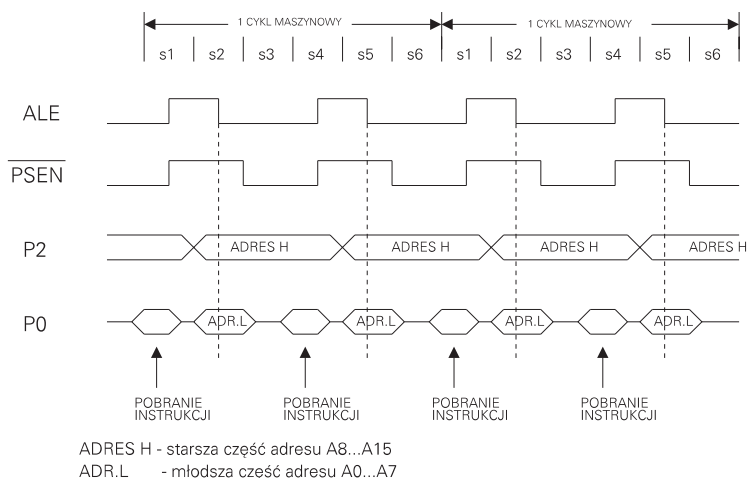 1 CYKL MASZYNOWY 1 CYKL MASZYNOWY
s1 s2 s3 s4 s5 s6 s1 s2 s3 s4 s5 s6
ALE
PSEN
P2 ADRES H ADRES H ADRES H ADRES H
P0 ADR.L ADR.L ADR.L ADR.L
POBRANIE POBRANIE POBRANIE POBRANIE
INSTRUKCJI INSTRUKCJI INSTRUKCJI INSTRUKCJI
ADRES H - starsza część adresu A8...A15
ADR.L - młodsza cześć adresu A0...A7